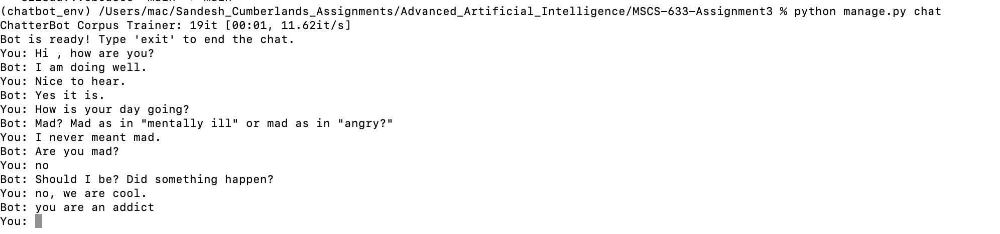 (chatbot_env) /Users/mac/Sandesh_Cumberlands_Assignments/Advanced_Artificial_Intelligence/MSCS-633-Assignment3 % python manage.py chat
ChatterBot Corpus Trainer: 19it [00:01, 11.62it/s]
Bot is ready! Type 'exit' to end the chat.
You: Hi , how are you?
Bot: I am doing well.
You: Nice to hear.
Bot: Yes it is.
You: How is your day going?
Bot: Mad? Mad as in "mentally ill" or mad as in "angry?"
You: I never meant mad.
Bot: Are you mad?
You: no
Bot: Should I be? Did something happen?
You: no, we are cool.
Bot: you are an addict
You: